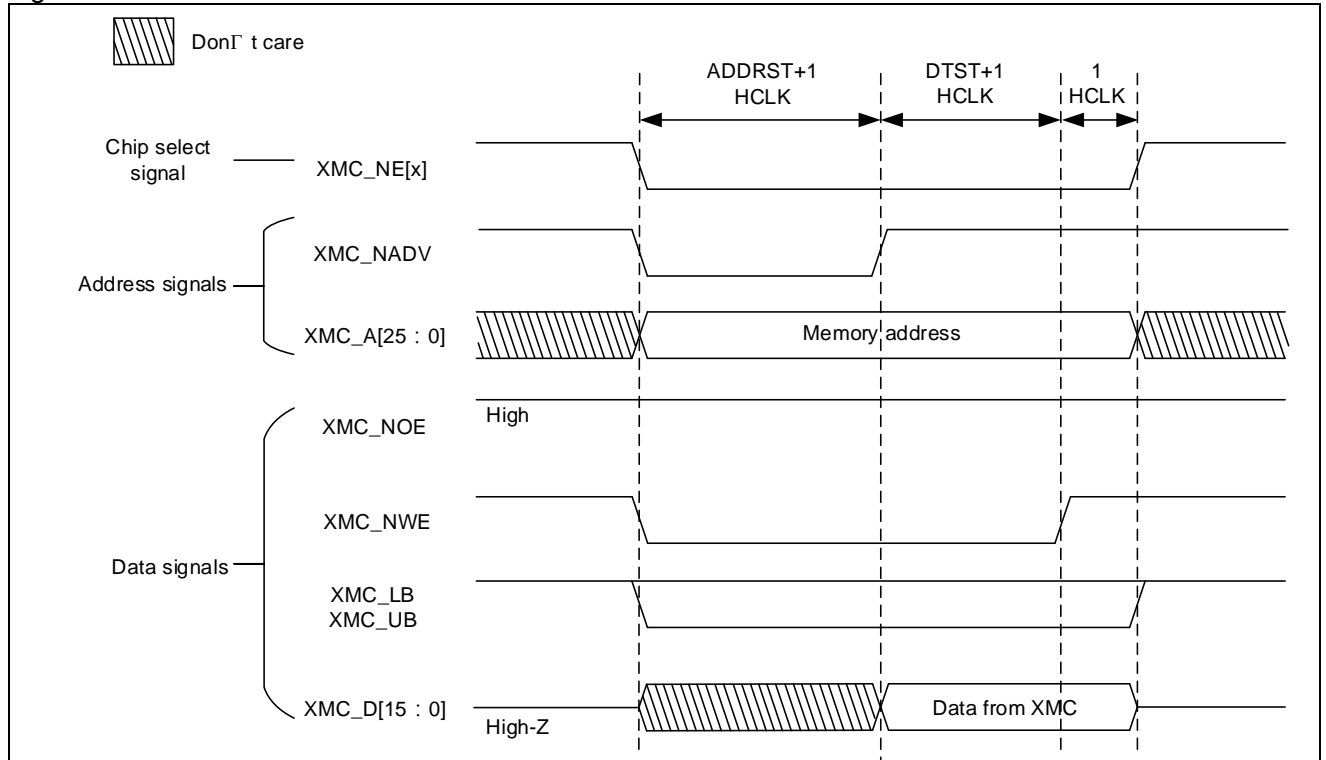 DonΓ t care
ADDRST+1
HCLK
DTST+1
HCLK
1
HCLK
Chip select
signal
XMC_NE[x]
XMC_NADV
Address signals
XMC_A[25：0]
Memory address
High
XMC_NOE
XMC_NWE
Data signals
XMC_LB
XMC_UB
XMC_D[15：0]
Data from XMC
High-Z